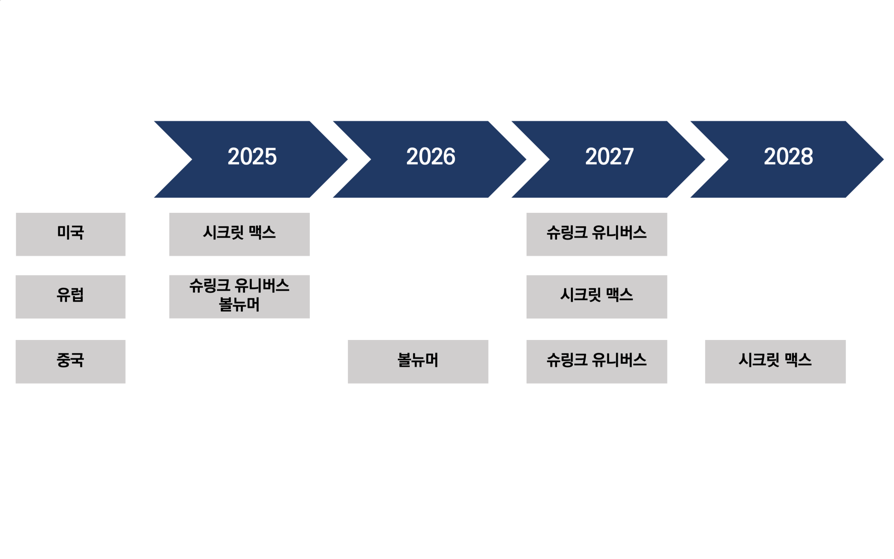 2025
2026
2027
2028
미국
시크릿 맥스
슈링크 유니버스
유럽
슈링크 유니버스
볼뉴머
시크릿 맥스
중국
볼뉴머
슈링크 유니버스
시크릿 맥스